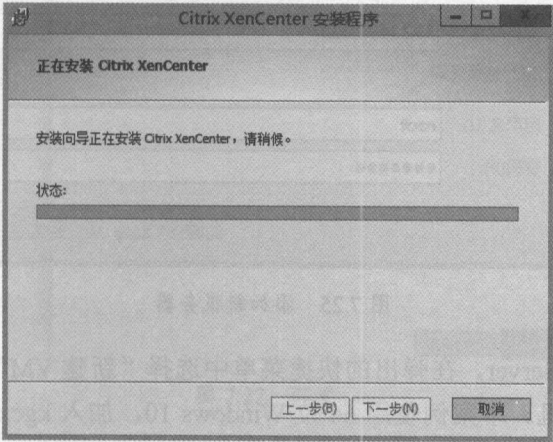 Citrix XenCenter 安装程序
正在安装 Citrix XenCenter
安装向导正在安装 Citrix XenCenter，请稍候。
状态:
上一步(B) 下一步(N) 取消